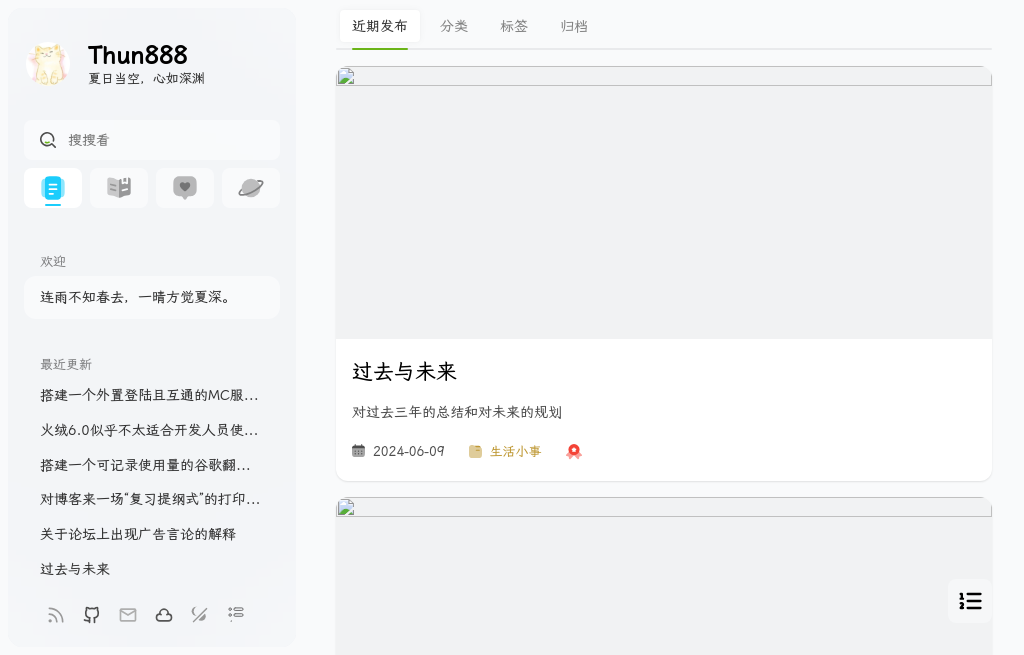 Thun888
夏日当空，心如深渊
搜搜看
欢迎
连雨不知春去，一晴方觉夏深。
最近更新
搭建一个外置登陆且互通的MC服...
火绒6.0似乎不太适合开发人员使...
搭建一个可记录使用量的谷歌翻...
对博客来一场“复习提纲式”的打印...
关于论坛上出现广告言论的解释
过去与未来
近期发布 分类 标签 归档
过去与未来
对过去三年的总结和对未来的规划
2024-06-09 生活小事